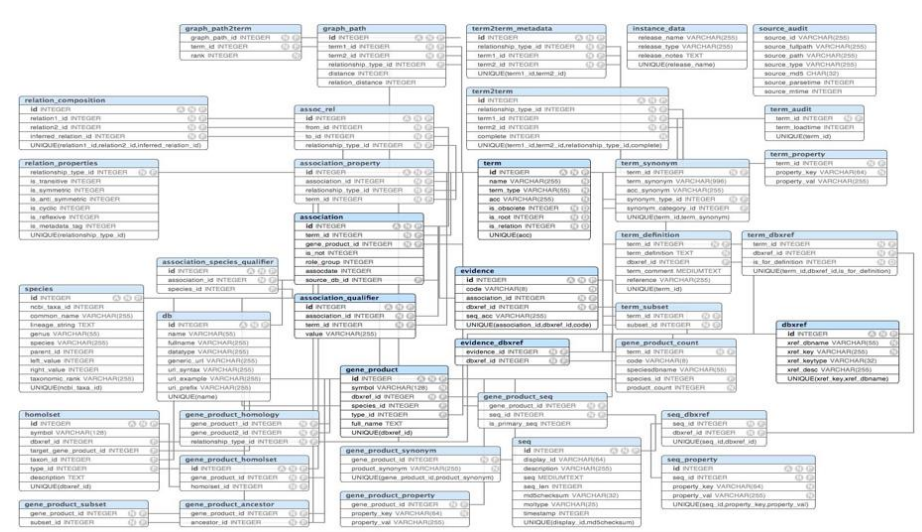 graph_path2term
graph_path_id INTEGER
term_id INTEGER
rank INTEGER
graph_path
id INTEGER
term1_id INTEGER
term2_id INTEGER
relationship_type_id INTEGER
distance INTEGER
relation_distance INTEGER
term2term_metadata
id INTEGER
relationship_type_id INTEGER
term1_id INTEGER
term2_id INTEGER
UNIQUE(term1_id,term2_id)
instance_data
release_name VARCHAR(255)
release_type VARCHAR(255)
release_notes TEXT
UNIQUE(release_name)
source_audit
source_id VARCHAR(255)
source_fullpath VARCHAR(255)
source_path VARCHAR(255)
source_type VARCHAR(255)
source_md5 CHAR(32)
source_parsetime INTEGER
source_mtime INTEGER
relation_composition
id INTEGER
relation1_id INTEGER
relation2_id INTEGER
inferred_relation_id INTEGER
UNIQUE(relation1_id,relation2_id,inferred_relation_id)
assoc_rel
id INTEGER
from_id INTEGER
to_id INTEGER
relationship_type_id INTEGER
term2term
id INTEGER
relationship_type_id INTEGER
term1_id INTEGER
term2_id INTEGER
complete INTEGER
UNIQUE(term1_id,term2_id,relationship_type_id,complete)
term_audit
term_id INTEGER
term_loadtime INTEGER
UNIQUE(term_id)
relation_properties
relationship_type_id INTEGER
is_transitive INTEGER
is_symmetric INTEGER
is_anti_symmetric INTEGER
is_cyclic INTEGER
is_reflexive INTEGER
is_metadata_tag INTEGER
UNIQUE(relationship_type_id)
association_property
id INTEGER
association_id INTEGER
relationship_type_id INTEGER
term_id INTEGER
term
id INTEGER
name VARCHAR(255)
term_type VARCHAR(55)
acc VARCHAR(255)
is_obsolete INTEGER
is_root INTEGER
is_relation INTEGER
UNIQUE(acc)
term_synonym
term_id INTEGER
term_synonym VARCHAR(996)
acc_synonym VARCHAR(255)
synonym_type_id INTEGER
synonym_category_id INTEGER
UNIQUE(term_id,term_synonym)
term_property
term_id INTEGER
property_key VARCHAR(64)
property_val VARCHAR(255)
association
id INTEGER
term_id INTEGER
gene_product_id INTEGER
is_not INTEGER
role_group INTEGER
assocdate INTEGER
source_db_id INTEGER
term_definition
term_id INTEGER
term_definition TEXT
dbxref_id INTEGER
term_comment MEDIUMTEXT
reference VARCHAR(255)
UNIQUE(term_id)
term_dbxref
term_id INTEGER
dbxref_id INTEGER
is_for_definition INTEGER
UNIQUE(term_id,dbxref_id,is_for_definition)
association_species_qualifier
id INTEGER
association_id INTEGER
species_id INTEGER
evidence
id INTEGER
code VARCHAR(8)
association_id INTEGER
dbxref_id INTEGER
seq_acc VARCHAR(255)
UNIQUE(association_id,dbxref_id,code)
species
id INTEGER
ncbi_taxa_id INTEGER
common_name VARCHAR(255)
lineage_string TEXT
genus VARCHAR(55)
species VARCHAR(255)
parent_id INTEGER
left_value INTEGER
right_value INTEGER
taxonomic_rank VARCHAR(255)
UNIQUE(ncbi_taxa_id)
db
id INTEGER
name VARCHAR(55)
fullname VARCHAR(255)
datatype VARCHAR(255)
generic_url VARCHAR(255)
url_syntax VARCHAR(255)
url_example VARCHAR(255)
uri_prefix VARCHAR(255)
UNIQUE(name)
association_qualifier
id INTEGER
association_id INTEGER
term_id INTEGER
value VARCHAR(255)
term_subset
term_id INTEGER
subset_id INTEGER
dbxref
id INTEGER
xref_dbname VARCHAR(55)
xref_key VARCHAR(255)
xref_keytype VARCHAR(32)
xref_desc VARCHAR(255)
UNIQUE(xref_key,xref_dbname)
evidence_dbxref
evidence_id INTEGER
dbxref_id INTEGER
gene_product_count
term_id INTEGER
code VARCHAR(8)
speciesdbname VARCHAR(55)
species_id INTEGER
product_count INTEGER
gene_product
id INTEGER
symbol VARCHAR(128)
dbxref_id INTEGER
species_id INTEGER
type_id INTEGER
full_name TEXT
UNIQUE(dbxref_id)
gene_product_seq
gene_product_id INTEGER
seq_id INTEGER
is_primary_seq INTEGER
homolset
id INTEGER
symbol VARCHAR(128)
dbxref_id INTEGER
target_gene_product_id INTEGER
taxon_id INTEGER
type_id INTEGER
description TEXT
UNIQUE(dbxref_id)
gene_product_homology
gene_product1_id INTEGER
gene_product2_id INTEGER
relationship_type_id INTEGER
seq_dbxref
seq_id INTEGER
dbxref_id INTEGER
UNIQUE(seq_id,dbxref_id)
gene_product_synonym
gene_product_id INTEGER
product_synonym VARCHAR(255)
UNIQUE(gene_product_id,product_synonym)
seq
id INTEGER
display_id VARCHAR(64)
description VARCHAR(255)
seq MEDIUMTEXT
seq_len INTEGER
md5checksum VARCHAR(32)
moltype VARCHAR(25)
timestamp INTEGER
UNIQUE(display_id,md5checksum)
gene_product_homolset
id INTEGER
gene_product_id INTEGER
homolset_id INTEGER
seq_property
id INTEGER
seq_id INTEGER
property_key VARCHAR(64)
property_val VARCHAR(255)
UNIQUE(seq_id,property_key,property_val)
gene_product_subset
gene_product_id INTEGER
subset_id INTEGER
gene_product_ancestor
gene_product_id INTEGER
ancestor_id INTEGER
gene_product_property
gene_product_id INTEGER
property_key VARCHAR(64)
property_val VARCHAR(255)